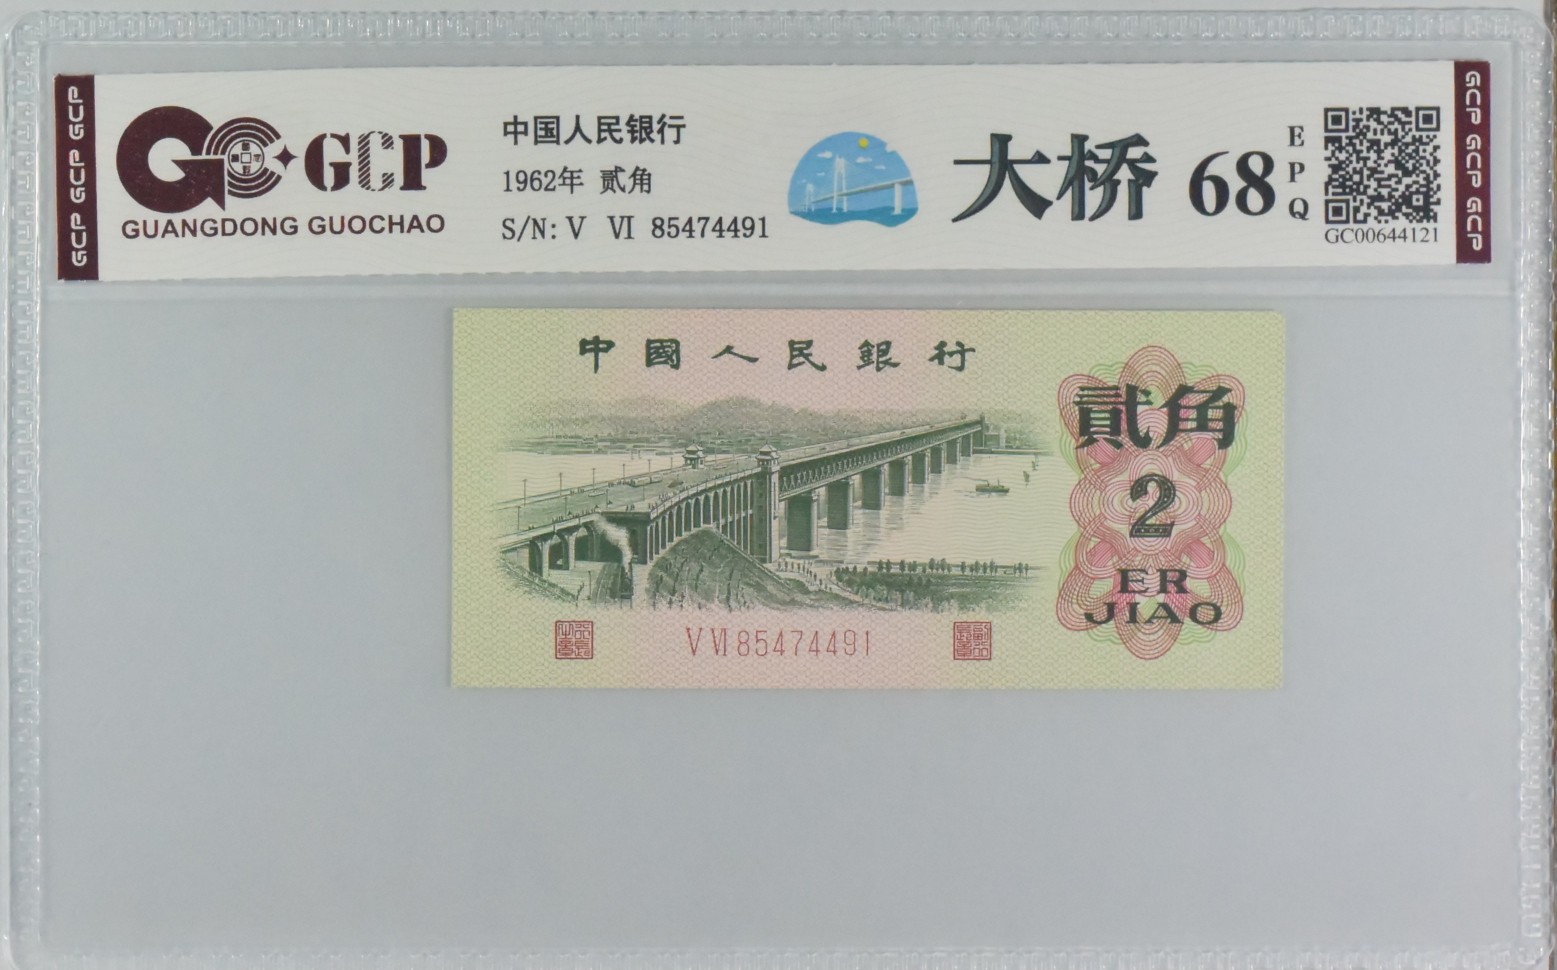 GCP GCP GCP
GCP
GUANGDONG GUOCHAO
中国人民银行
1962年 贰角
S/N: V VI 85474491
大桥 68
EPQ
GC00644121
GCP GCP GCP
中國人民銀行
貳角
2
ER
JIAO
V VI 85474491